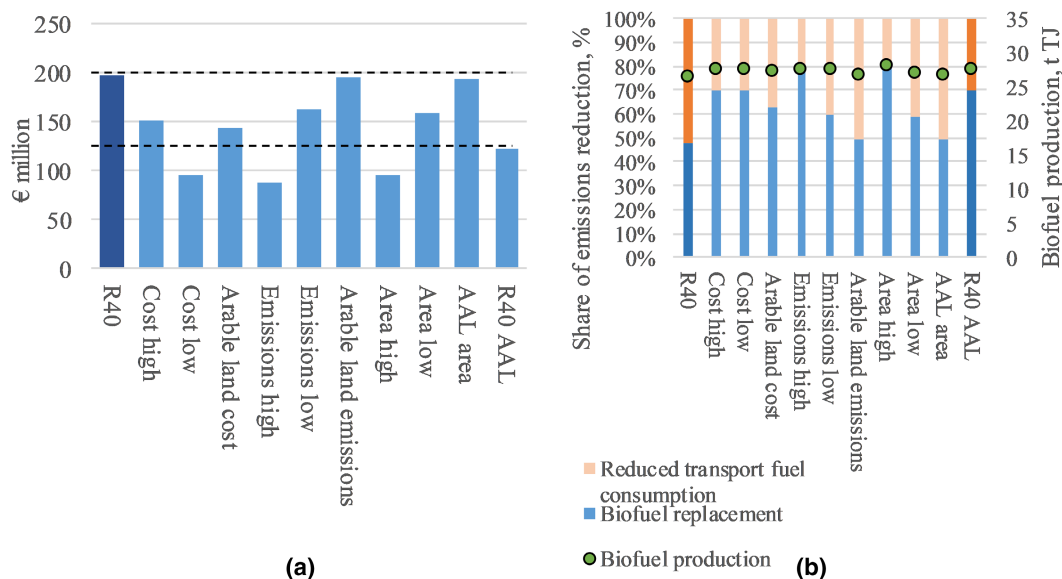 250
200
150
100
50
0
€ million
R40
Cost high
Cost low
Arable land cost
Emissions high
Emissions low
Arable land emissions
Area high
Area low
AAL area
R40 AAL
(a)
Share of emissions reduction, %
100%
90%
80%
70%
60%
50%
40%
30%
20%
10%
0%
35
30
25
20
15
10
5
0
Biofuel production, t TJ
R40
Cost high
Cost low
Arable land cost
Emissions high
Emissions low
Arable land emissions
Area high
Area low
AAL area
R40 AAL
Reduced transport fuel
consumption
Biofuel replacement
Biofuel production
(b)